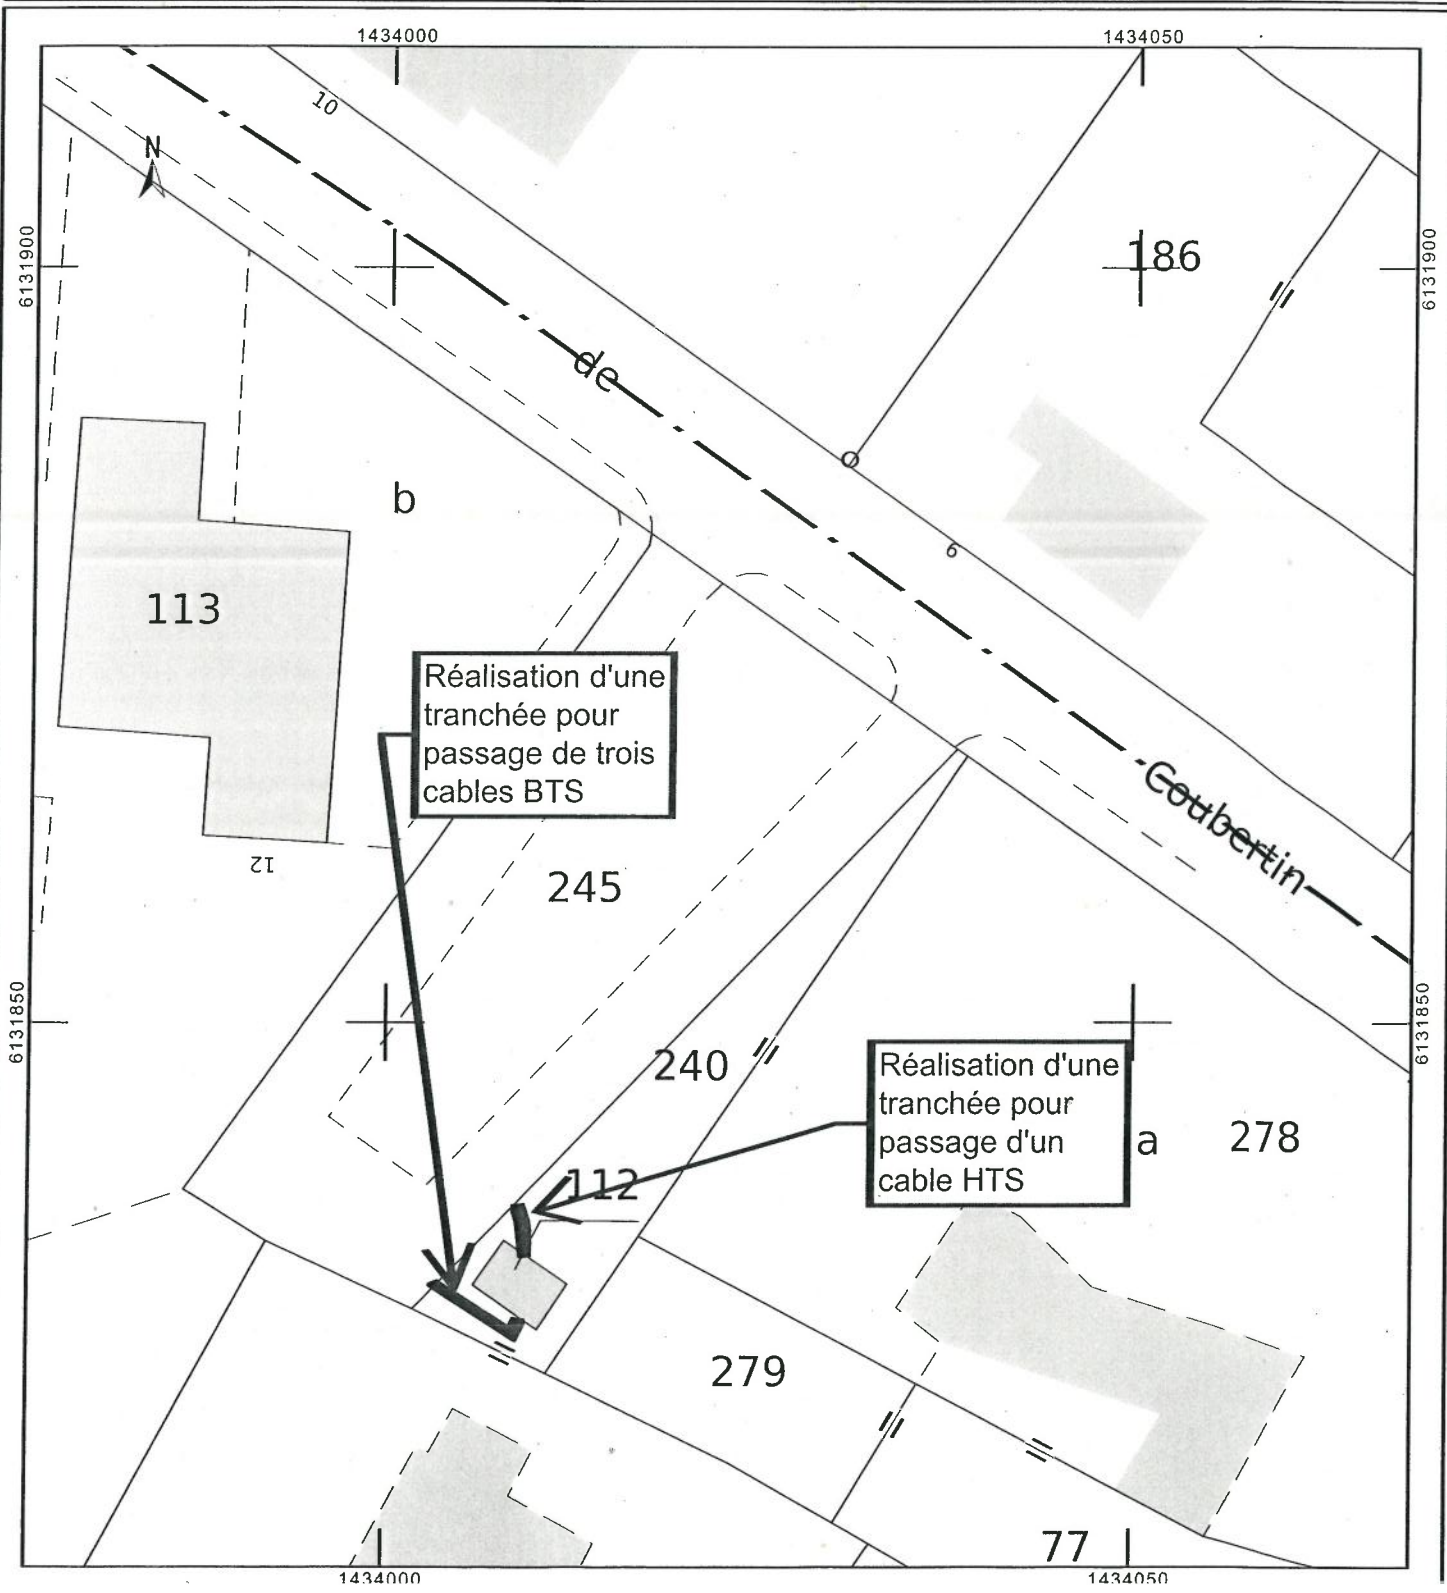 1434000
1434050
10
N
6131900
186
6131900
de
b
6
113
Réalisation d'une
tranchée pour
passage de trois
cables BTS
Coubertin
12
245
6131850
6131850
240
Réalisation d'une
tranchée pour
passage d'un
cable HTS
a
278
112
279
77
1434000
1434050